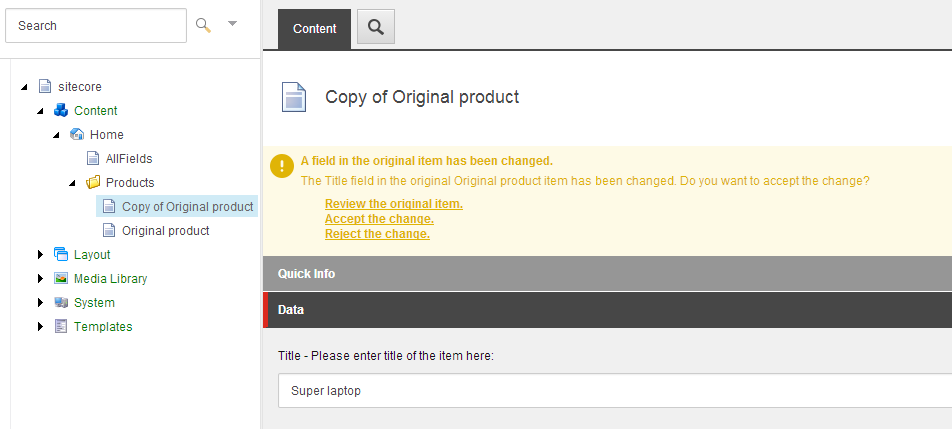 Search
sitecore
Content
Home
AllFields
Products
Copy of Original product
Original product
Layout
Media Library
System
Templates
Content
Copy of Original product
A field in the original item has been changed.
The Title field in the original Original product item has been changed. Do you want to accept the change?
Review the original item.
Accept the change.
Reject the change.
Quick Info
Data
Title - Please enter title of the item here:
Super laptop